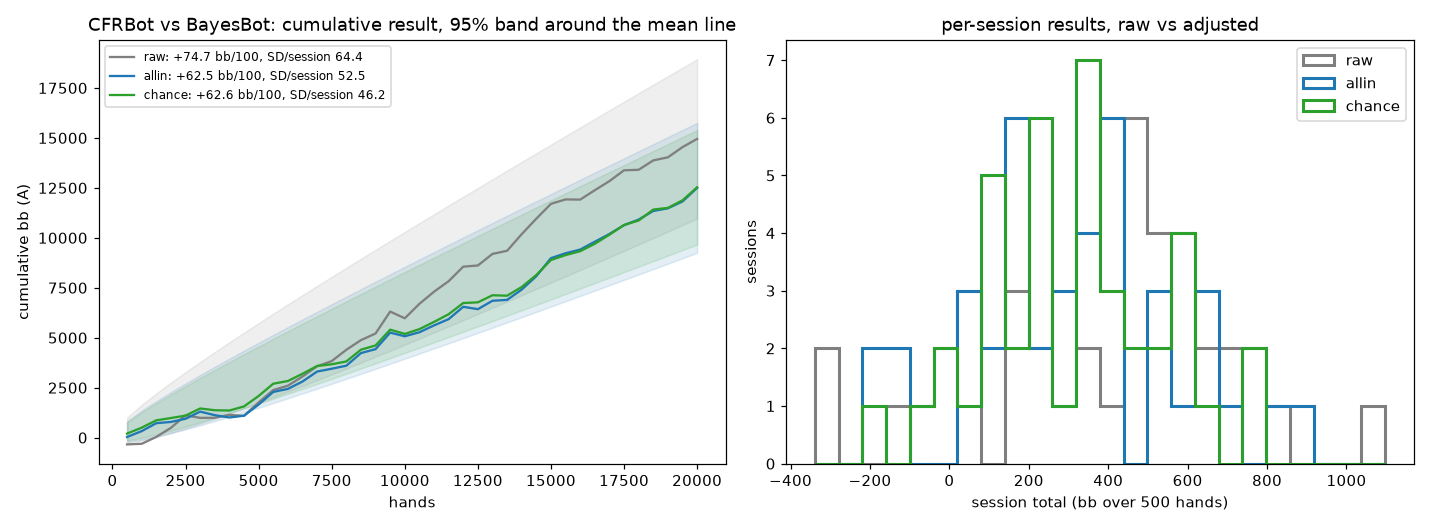 CFRBot vs BayesBot: cumulative result, 95% band around the mean line
raw: +74.7 bb/100, SD/session 64.4
allin: +62.5 bb/100, SD/session 52.5
chance: +62.6 bb/100, SD/session 46.2
17500
15000
12500
10000
7500
5000
2500
0
cumulative bb (A)
0 2500 5000 7500 10000 12500 15000 17500 20000
hands
per-session results, raw vs adjusted
raw
allin
chance
7
6
5
4
3
2
1
0
sessions
−400 −200 0 200 400 600 800 1000
session total (bb over 500 hands)